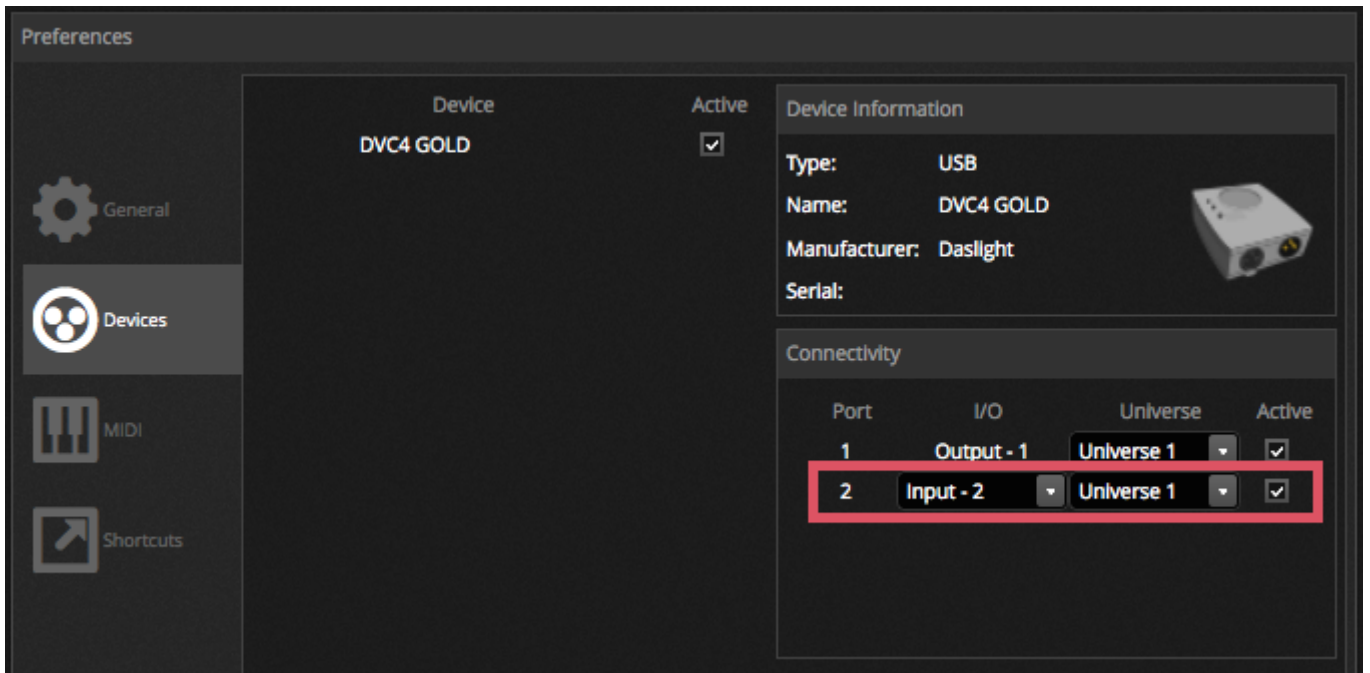 Preferences
General
Devices
MIDI
Shortcuts
Device Active
DVC4 GOLD
Device Information
Type: USB
Name: DVC4 GOLD
Manufacturer: Daslight
Serial:
Connectivity
Port I/O Universe Active
1 Output - 1 Universe 1
2 Input - 2 Universe 1